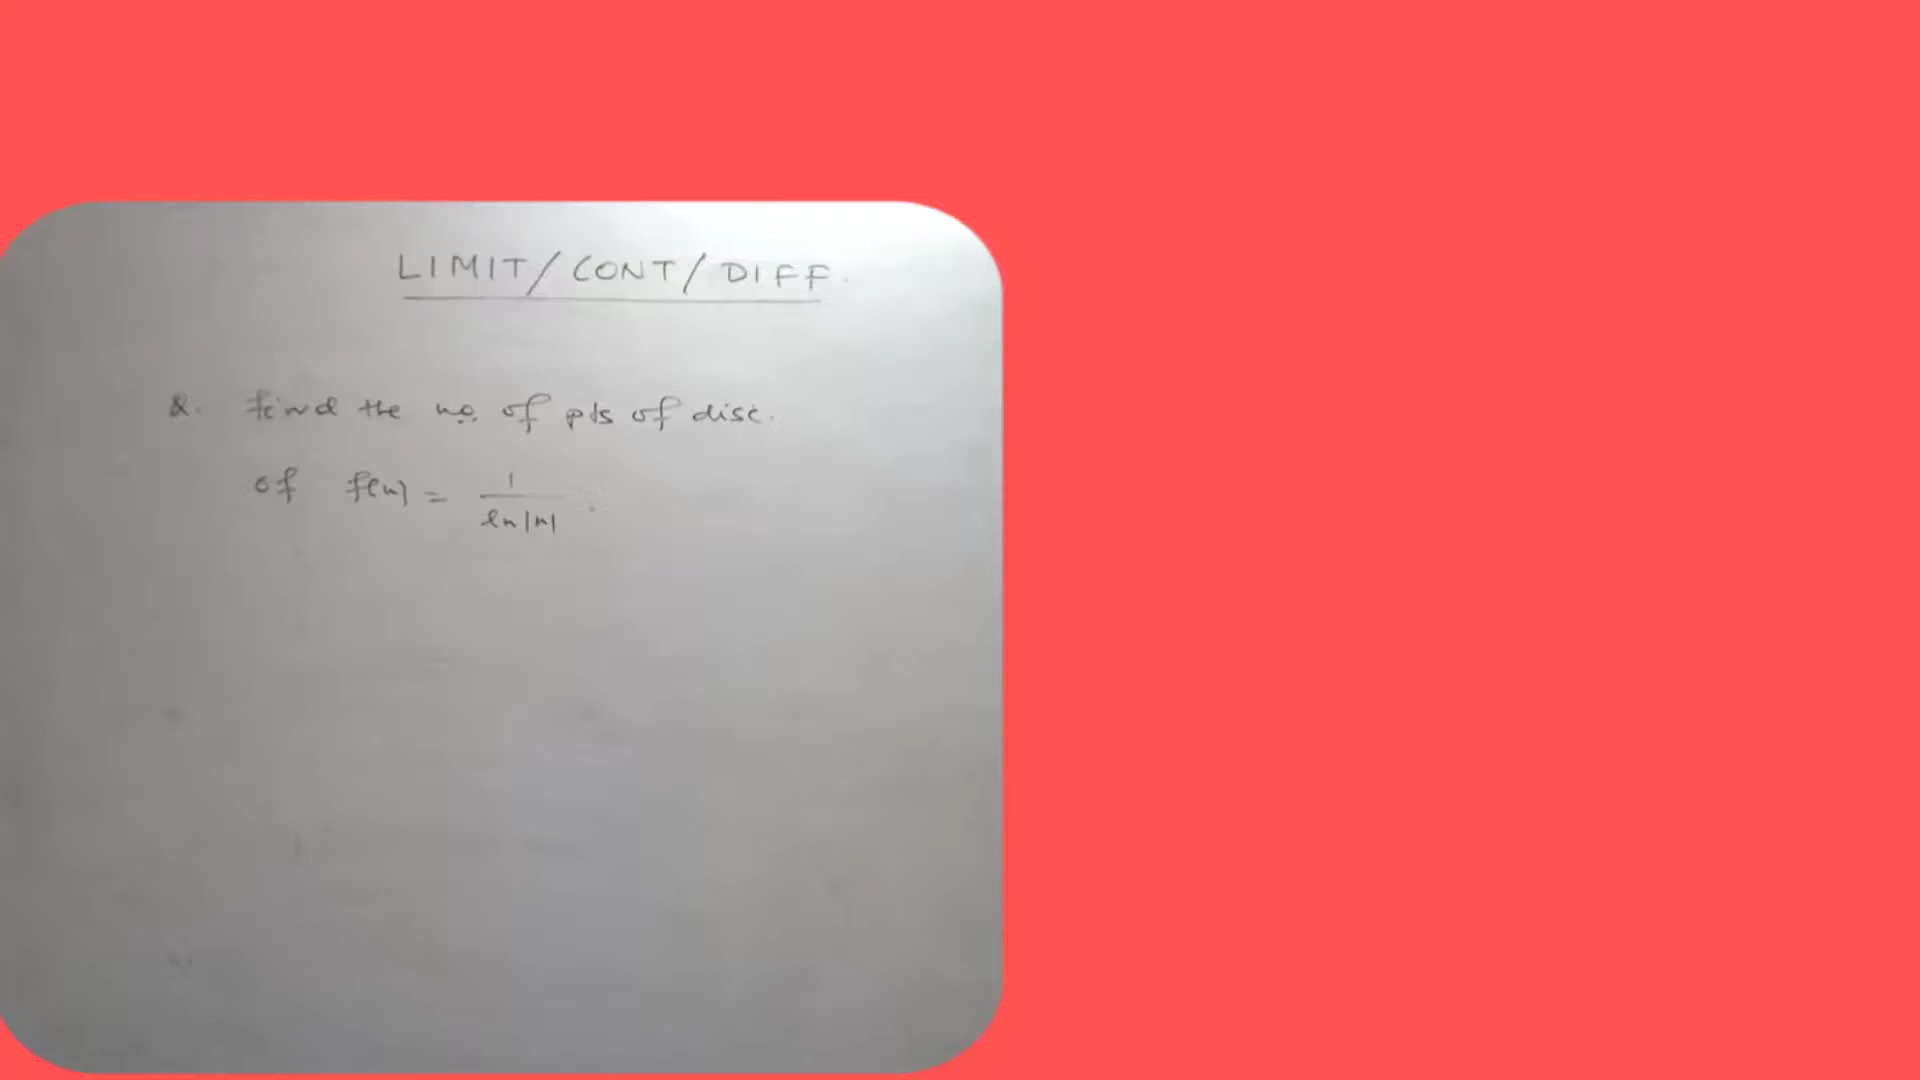 LIMIT/CONT/DIFF.
Q. Find the no. of pts of disc.
of f(x) = 1/ln|x|.